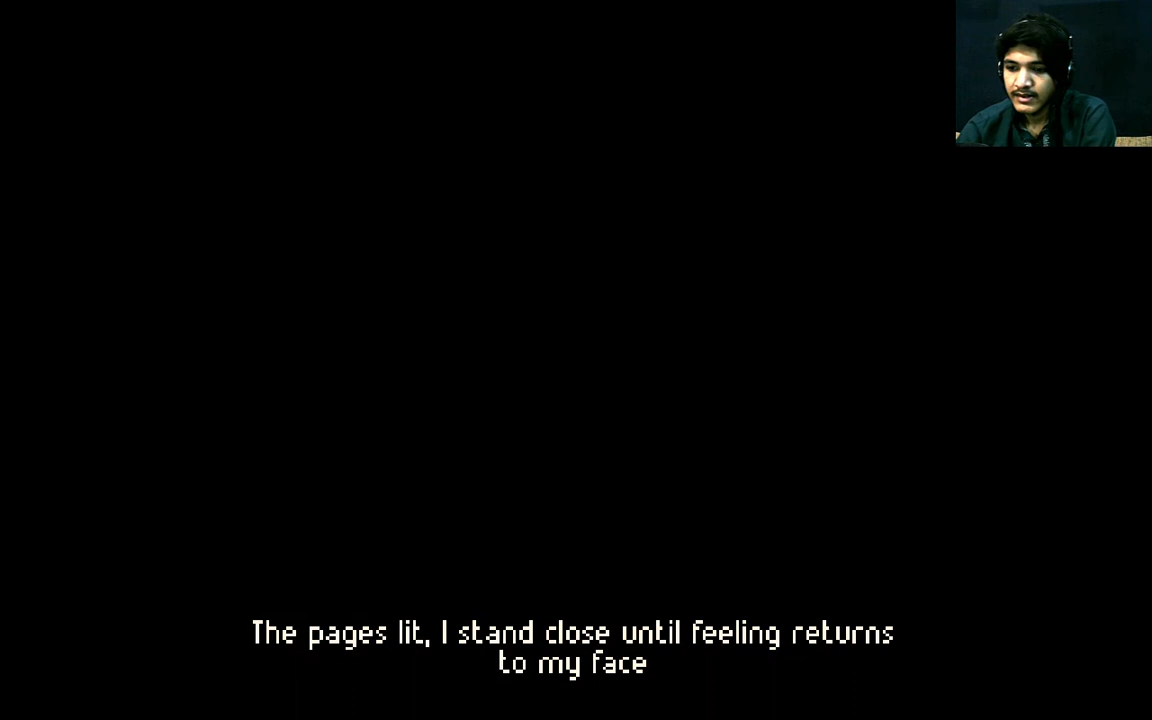 The pages lit, I stand close until feeling returns
to my face